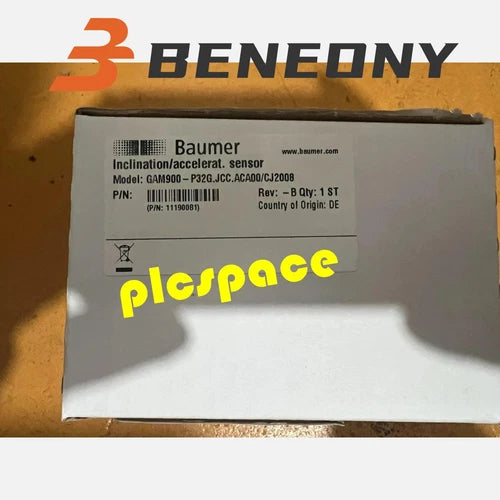 BENEONY
Baumer
www.baumer.com
Inclination/accelerat. sensor
Model: GAM900-P32G.JCC.ACA00/CJ2008
P/N:
Rev: -B Qty: 1 ST
(P/N: 11190081)
Country of Origin: DE
plcspace